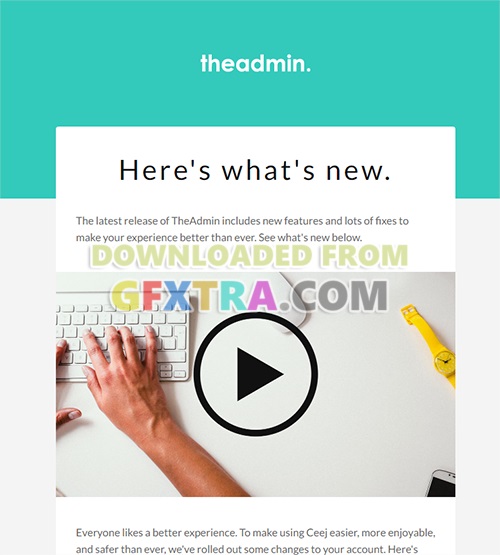 theadmin.
Here's what's new.
The latest release of TheAdmin includes new features and lots of fixes to
make your experience better than ever. See what's new below.
DOWNLOADED FROM
GFXTRA.COM
Everyone likes a better experience. To make using Ceej easier, more enjoyable,
and safer than ever, we've rolled out some changes to your account. Here's